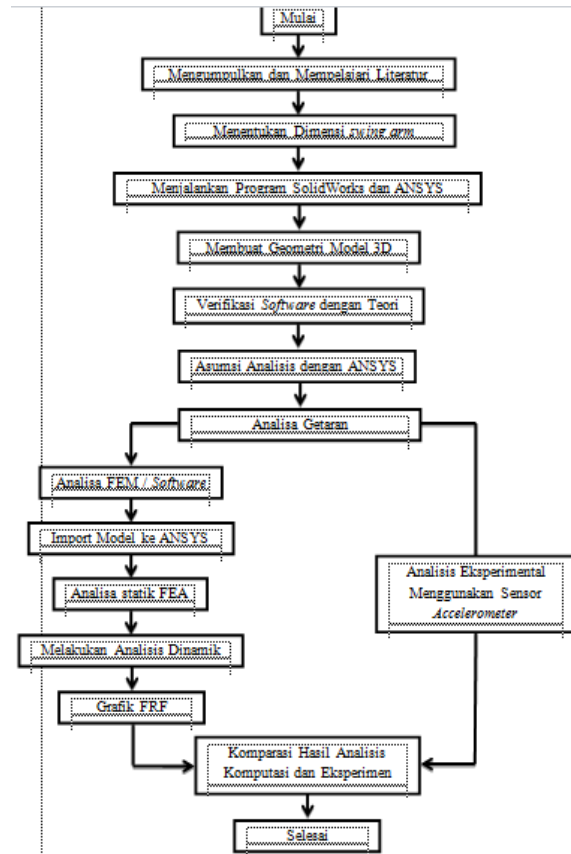 Mulai
Mengumpulkan dan Mempelajari Literatur
Menentukan Dimensi swing arm
Menjalankan Program SolidWorks dan ANSYS
Membuat Geometri Model 3D
Verifikasi Software dengan Teori
Asumsi Analisis dengan ANSYS
Analisa Getaran
Analisa FEM / Software
Import Model ke ANSYS
Analisa statik FEA
Melakukan Analisis Dinamik
Grafik FRF
Analisis Eksperimental
Menggunakan Sensor
Accelerometer
Komparasi Hasil Analisis
Komputasi dan Eksperimen
Selesai